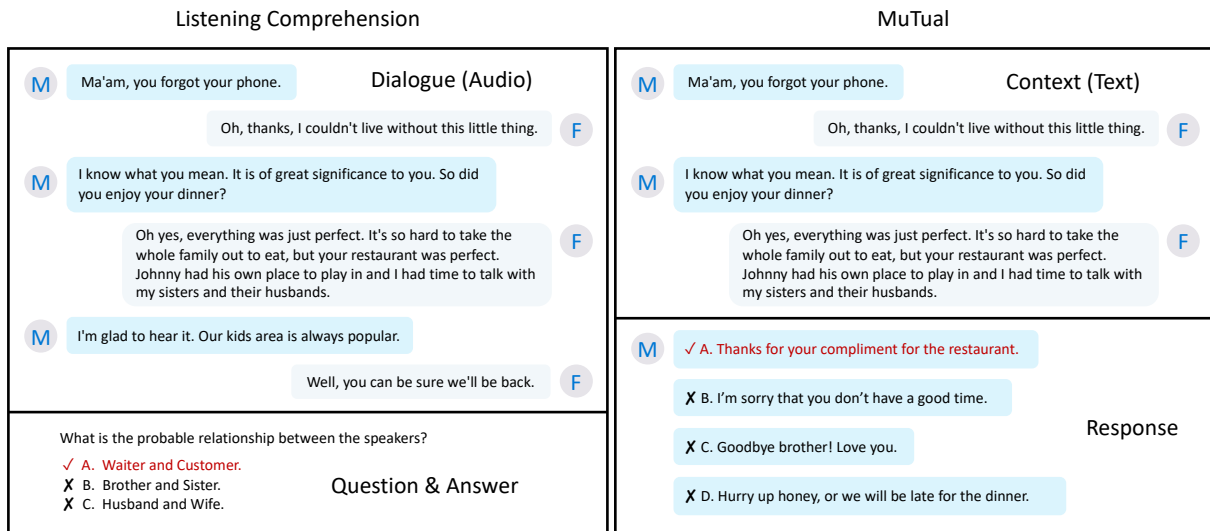 Listening Comprehension
M
Ma'am, you forgot your phone.
Dialogue (Audio)
Oh, thanks, I couldn't live without this little thing.
F
M
I know what you mean. It is of great significance to you. So did
you enjoy your dinner?
Oh yes, everything was just perfect. It's so hard to take the
whole family out to eat, but your restaurant was perfect.
Johnny had his own place to play in and I had time to talk with
my sisters and their husbands.
F
M
I'm glad to hear it. Our kids area is always popular.
Well, you can be sure we'll be back.
F
What is the probable relationship between the speakers?
✓ A. Waiter and Customer.
✗ B. Brother and Sister.
✗ C. Husband and Wife.
Question & Answer
MuTual
M
Ma'am, you forgot your phone.
Context (Text)
Oh, thanks, I couldn't live without this little thing.
F
M
I know what you mean. It is of great significance to you. So did
you enjoy your dinner?
Oh yes, everything was just perfect. It's so hard to take the
whole family out to eat, but your restaurant was perfect.
Johnny had his own place to play in and I had time to talk with
my sisters and their husbands.
F
M
✓ A. Thanks for your compliment for the restaurant.
✗ B. I’m sorry that you don’t have a good time.
✗ C. Goodbye brother! Love you.
✗ D. Hurry up honey, or we will be late for the dinner.
Response